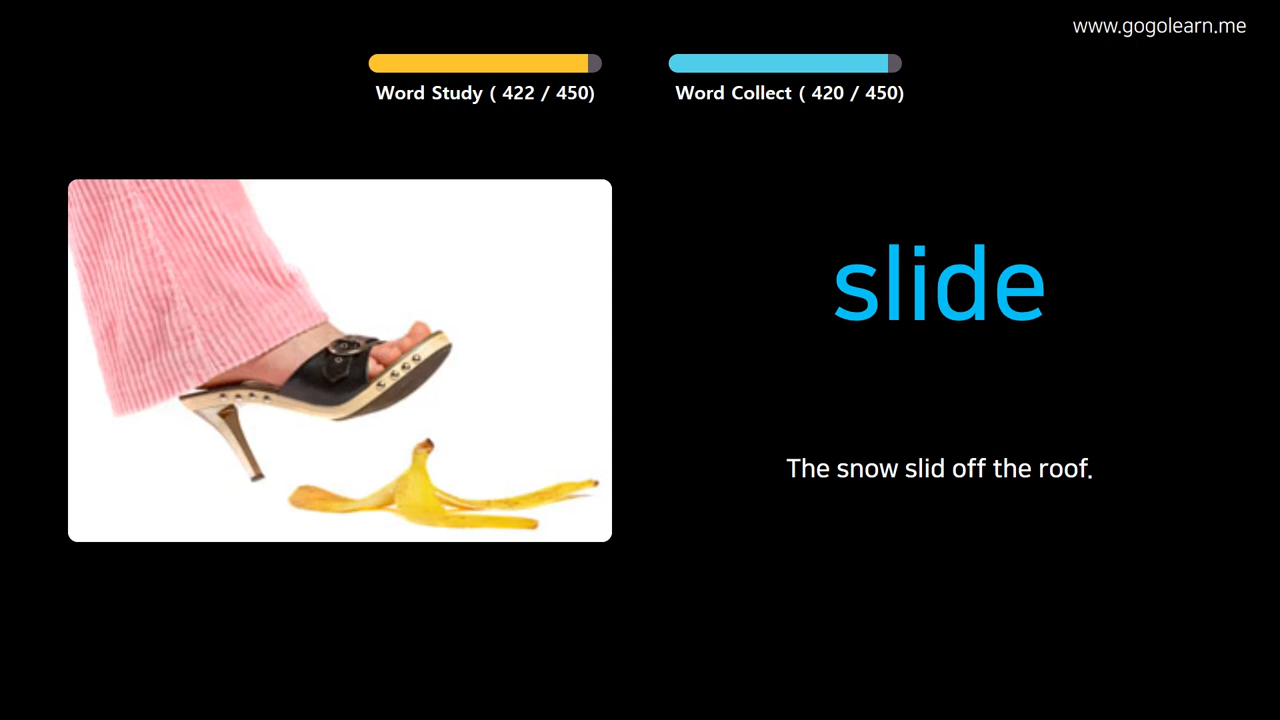 www.gogolearn.me
Word Study ( 422 / 450)
Word Collect ( 420 / 450)
slide
The snow slid off the roof.